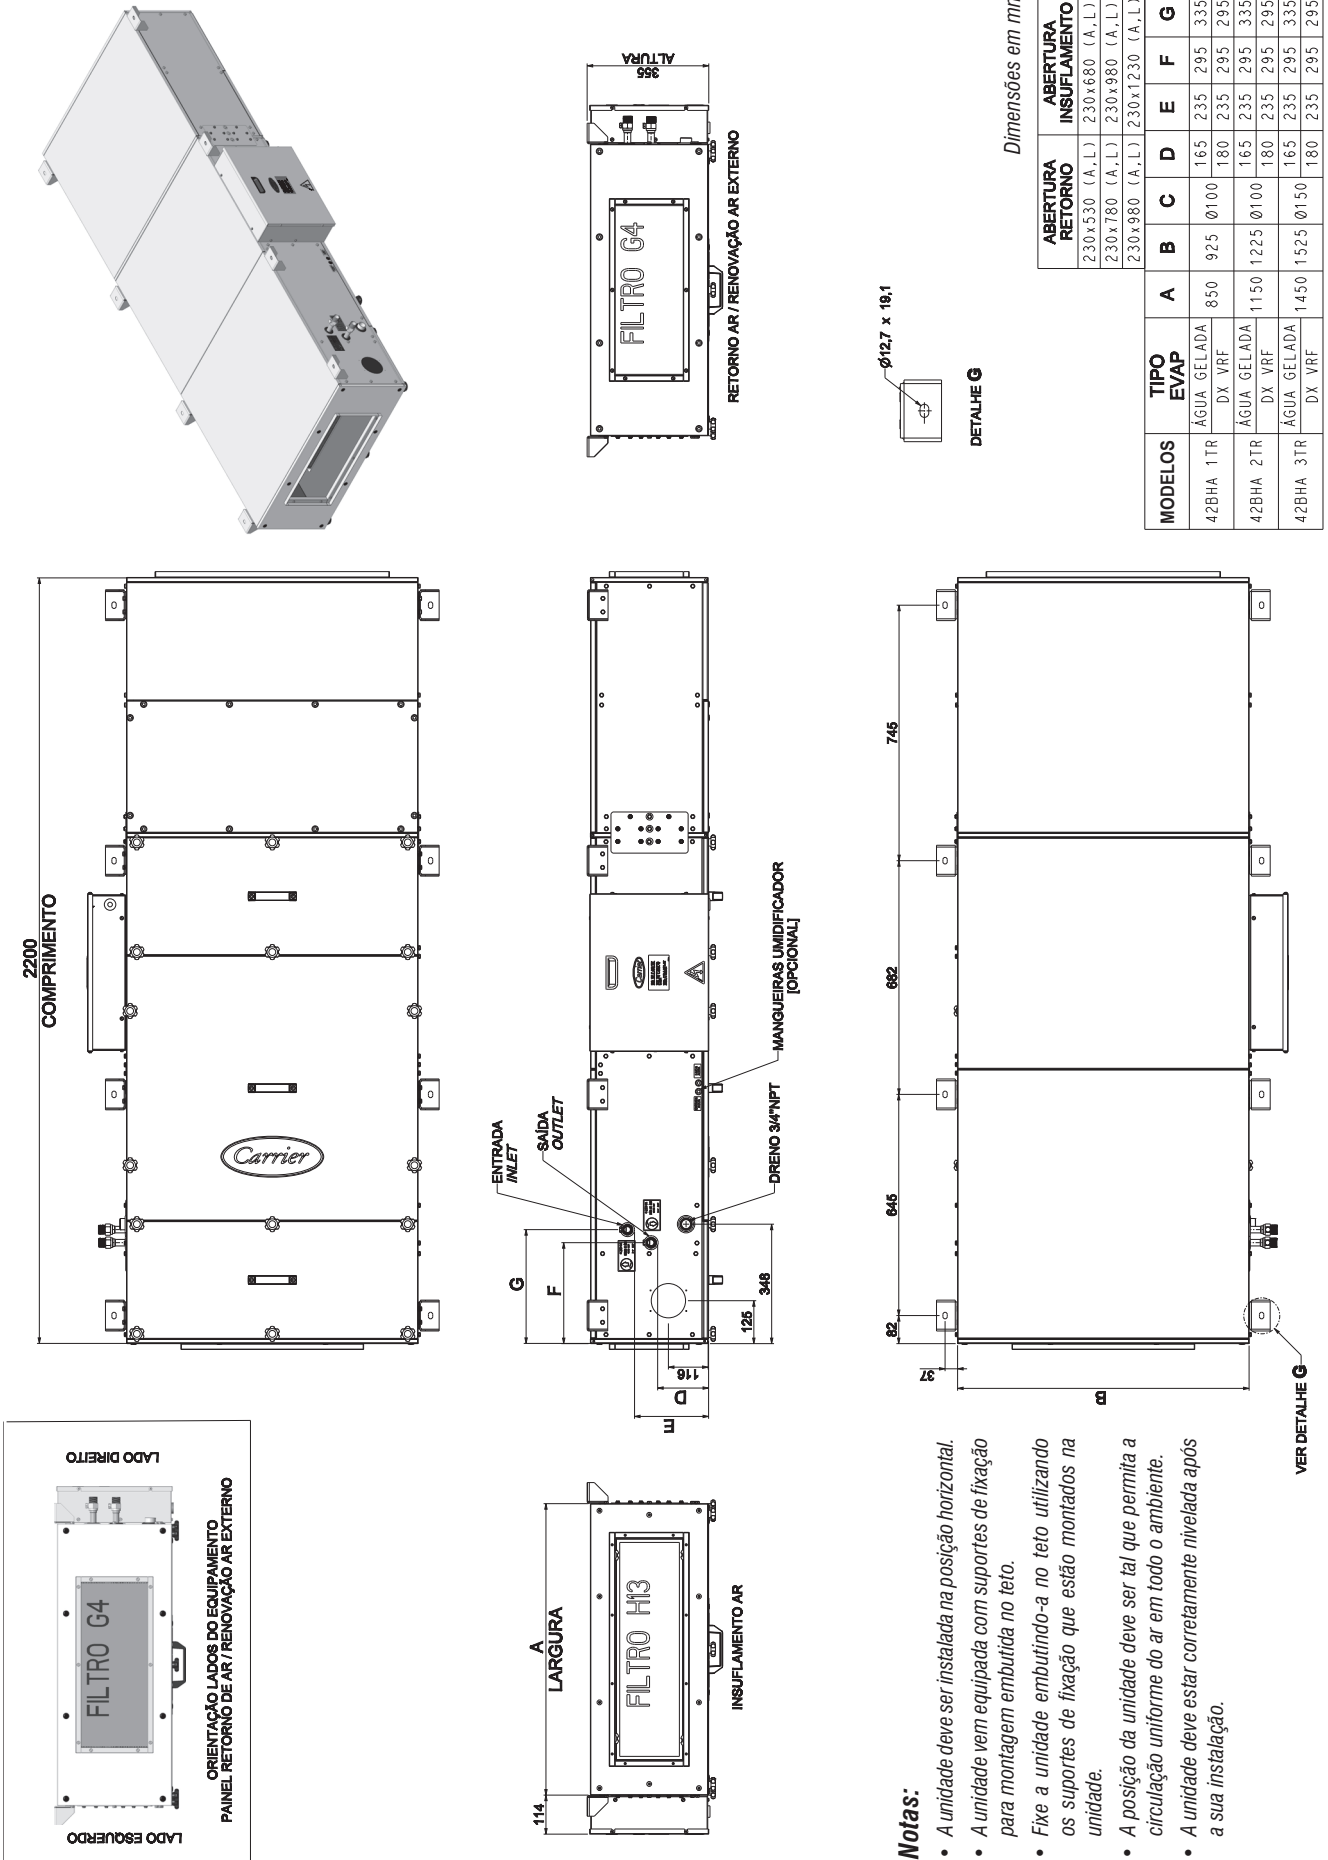 LADO ESQUERDO
FILTRO G4
LADO DIREITO
ORIENTAÇÃO LADOS DO EQUIPAMENTO
PAINEL RETORNO DE AR / RENOVAÇÃO AR EXTERNO
2200
COMPRIMENTO
Carrier
114
A
LARGURA
FILTRO H13
INSUFLAMENTO AR
ENTRADA
INLET
SAÍDA
OUTLET
G
F
E
D
116
125
348
DRENO 3/4"NPT
MANGUEIRAS UMIDIFICADOR
[OPCIONAL]
Carrier
355
ALTURA
FILTRO G4
RETORNO AR / RENOVAÇÃO AR EXTERNO
82
645
682
745
37
B
VER DETALHE G
Ø12,7 x 19,1
DETALHE G
Notas:
• A unidade deve ser instalada na posição horizontal.
• A unidade vem equipada com suportes de fixação
para montagem embutida no teto.
• Fixe a unidade embutindo-a no teto utilizando
os suportes de fixação que estão montados na
unidade.
• A posição da unidade deve ser tal que permita a
circulação uniforme do ar em todo o ambiente.
• A unidade deve estar corretamente nivelada após
a sua instalação.
Dimensões em mm
ABERTURA RETORNO ABERTURA INSUFLAMENTO
230x530 (A,L) 230x680 (A,L)
230x780 (A,L) 230x980 (A,L)
230x980 (A,L) 230x1230 (A,L)
MODELOS TIPO EVAP A B C D E F G
42BHA 1TR ÁGUA GELADA 850 925 Ø100 165 235 295 335
DX VRF 180 235 295 295
42BHA 2TR ÁGUA GELADA 1150 1225 Ø100 165 235 295 335
DX VRF 180 235 295 295
42BHA 3TR ÁGUA GELADA 1450 1525 Ø150 165 235 295 335
DX VRF 180 235 295 295